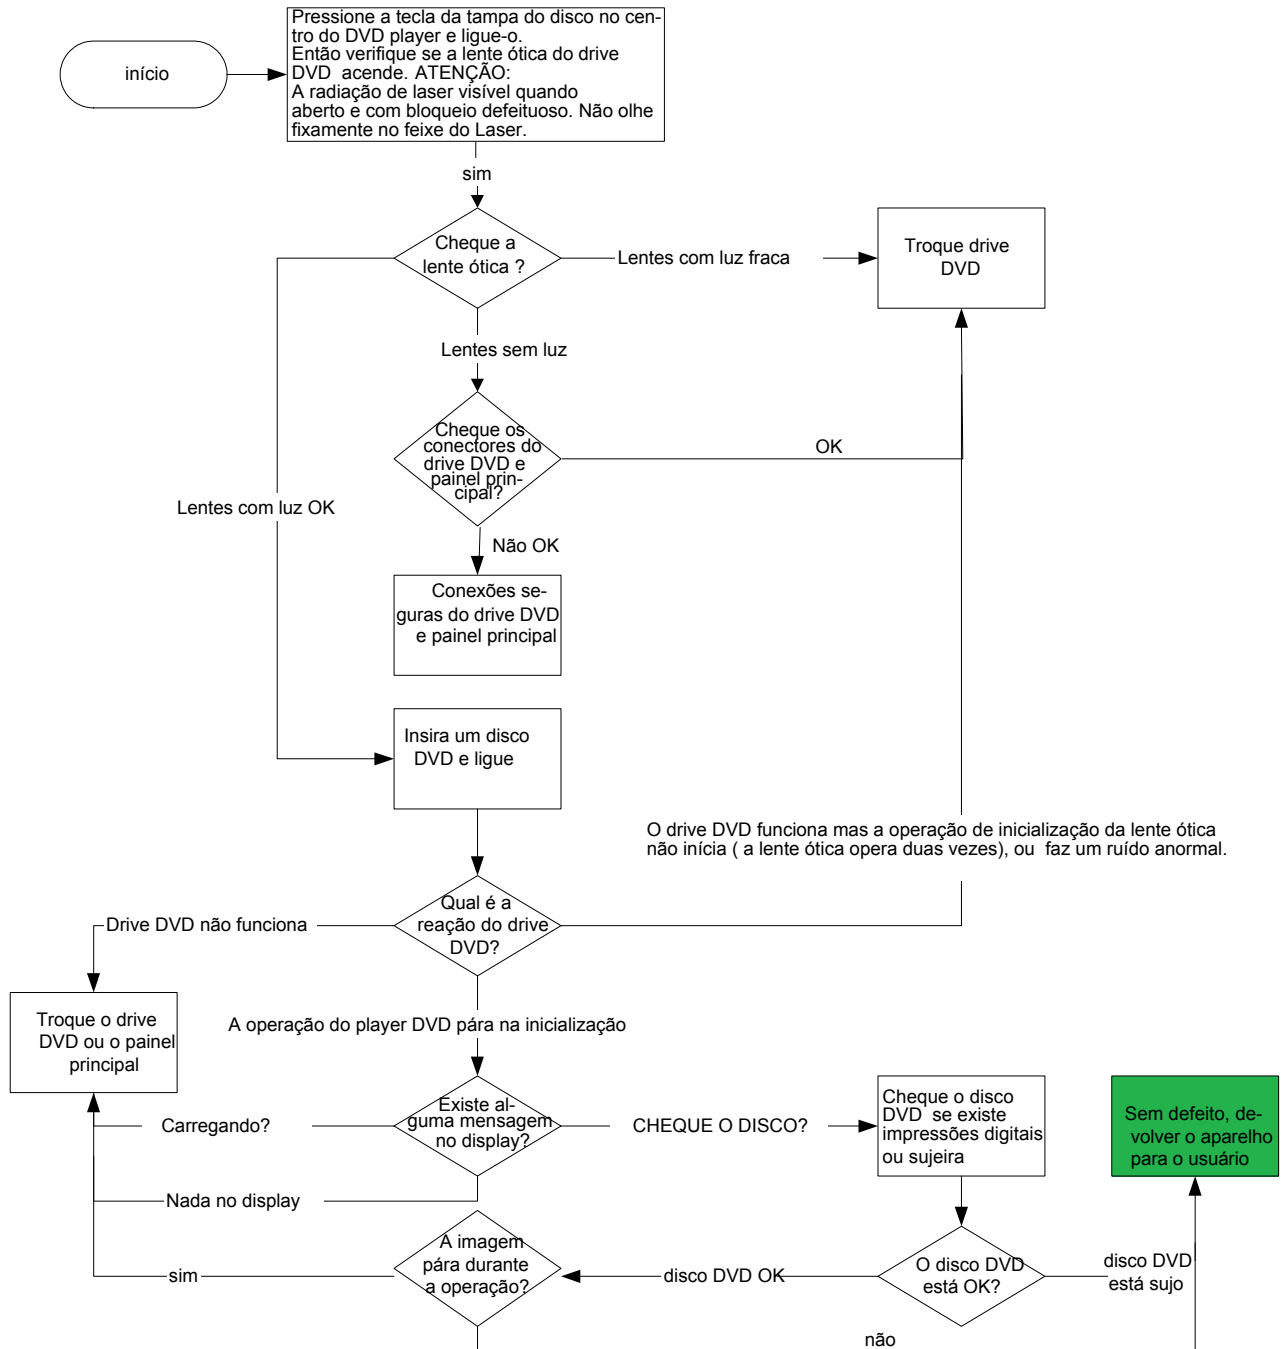 início
Pressione a tecla da tampa do disco no cen-
tro do DVD player e ligue-o.
Então verifique se a lente ótica do drive
DVD acende. ATENÇÃO:
A radiação de laser visível quando
aberto e com bloqueio defeituoso. Não olhe
fixamente no feixe do Laser.
sim
Cheque a
lente ótica ?
Lentes com luz fraca
Troque drive
DVD
Lentes sem luz
Cheque os
conectores do
drive DVD e
painel prin-
cipal?
OK
Lentes com luz OK
Não OK
Conexões se-
guras do drive DVD
e painel principal
Insira um disco
DVD e ligue
O drive DVD funciona mas a operação de inicialização da lente ótica
não início ( a lente ótica opera duas vezes), ou faz um ruído anormal.
Qual é a
reação do drive
DVD?
Drive DVD não funciona
Troque o drive
DVD ou o painel
principal
A operação do player DVD pára na inicialização
Existe al-
guma mensagem
no display?
Carregando?
CHEQUE O DISCO?
Cheque o disco
DVD se existe
impressões digitais
ou sujeira
Sem defeito, de-
volver o aparelho
para o usuário
Nada no display
A imagem
pára durante
a operação?
sim
disco DVD OK
O disco DVD
está OK?
disco DVD
está sujo
não